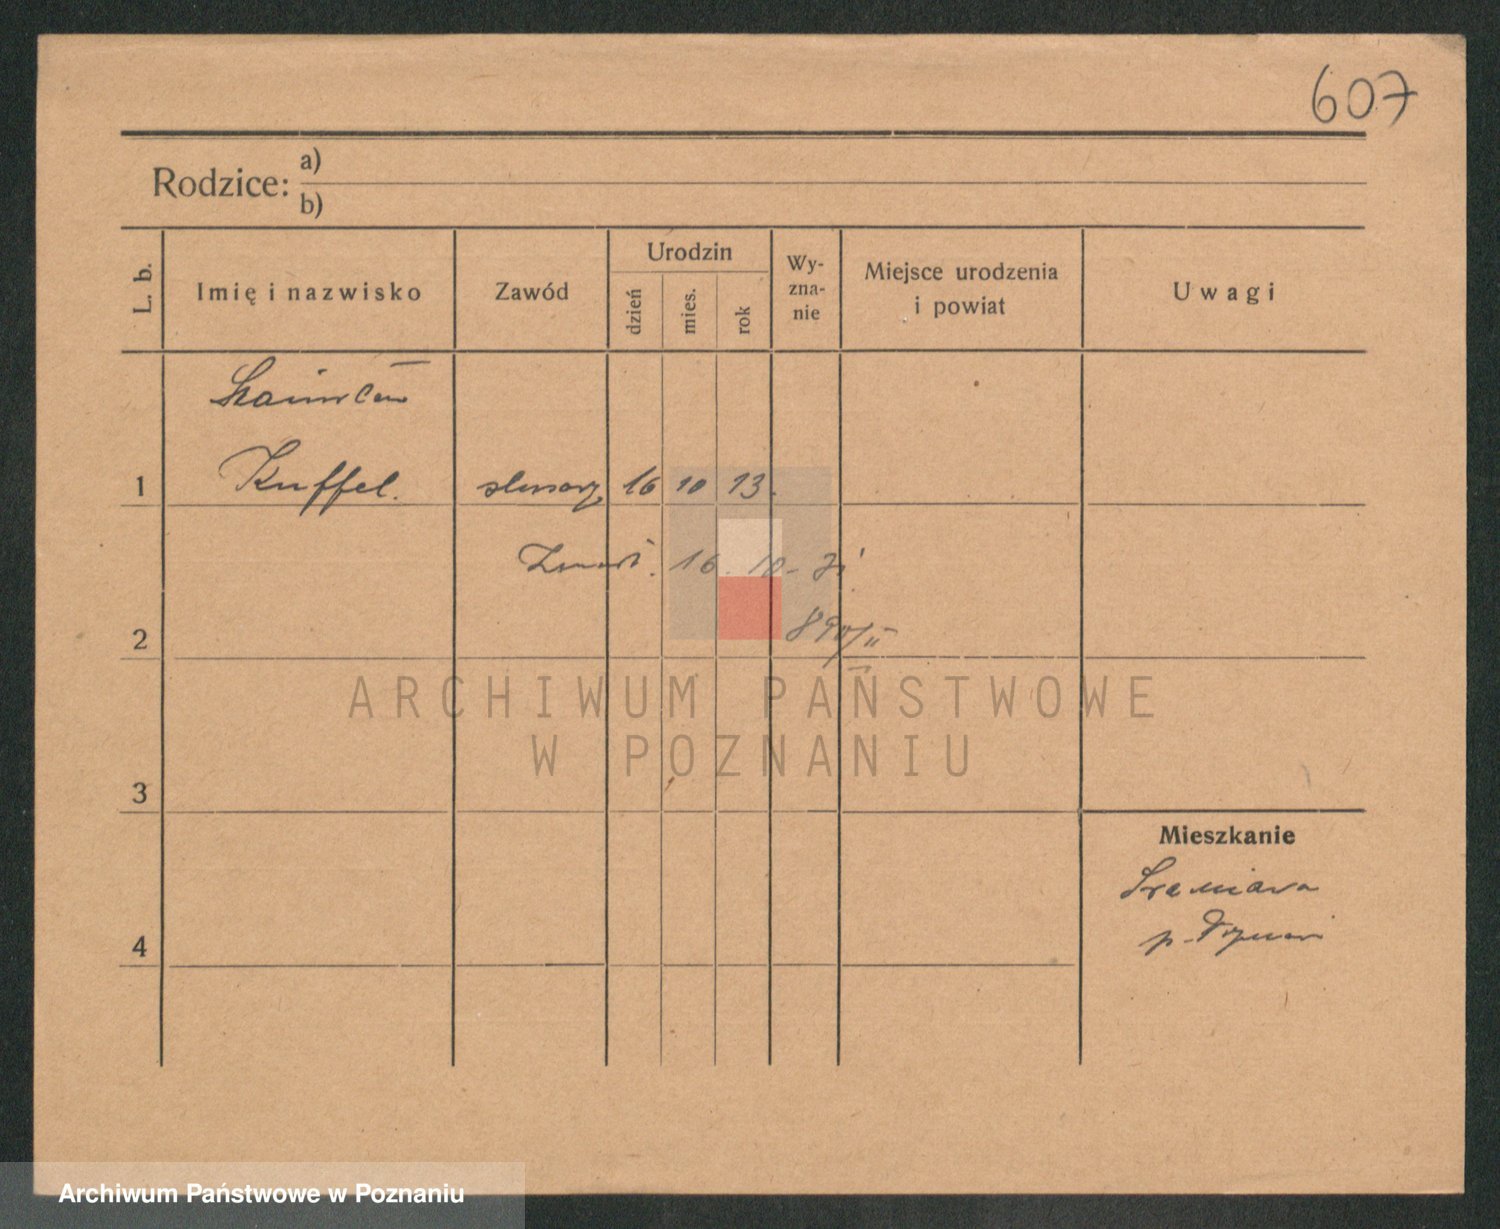 607
Rodzice: a)
b)
L. b.
Imię i nazwisko
Zawód
Urodzin
dzień
mies.
rok
Wy-
zna-
nie
Miejsce urodzenia
i powiat
Uwagi
1
Kuffel. ślusarz 16 10 13.
16. 10
2
3
Mieszkanie
4
ARCHIWUM PAŃSTWOWE
W POZNANIU
Archiwum Państwowe w Poznaniu